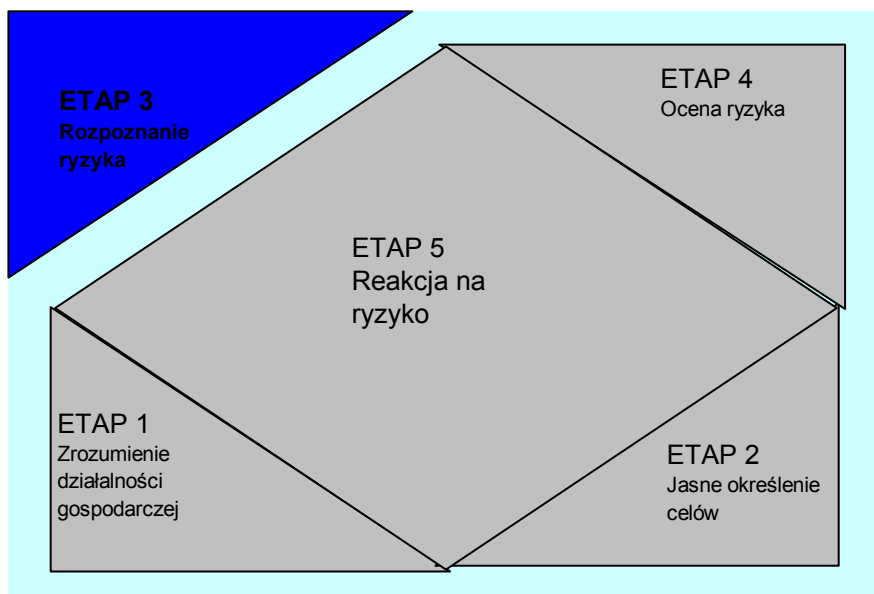 ETAP 3
Rozpoznanie
ryzyka
ETAP 4
Ocena ryzyka
ETAP 5
Reakcja na
ryzyko
ETAP 1
Zrozumienie
działalności
gospodarczej
ETAP 2
Jasne określenie
celów